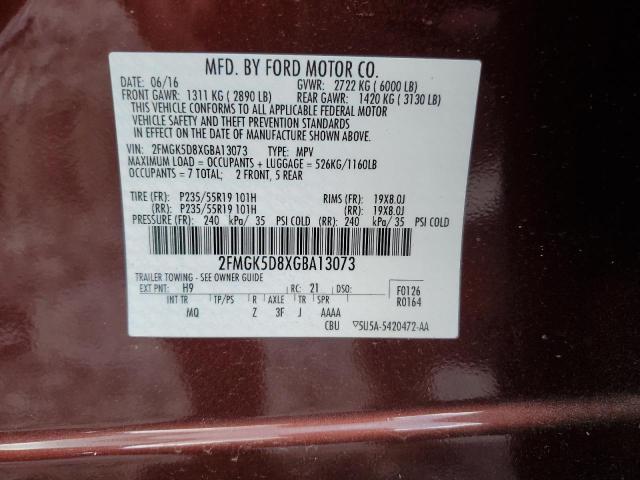 MFD. BY FORD MOTOR CO.
DATE: 06/16 GVWR: 2722 KG ( 6000 LB)
FRONT GAWR: 1311 KG ( 2890 LB) REAR GAWR: 1420 KG ( 3130 LB)
THIS VEHICLE CONFORMS TO ALL APPLICABLE FEDERAL MOTOR
VEHICLE SAFETY AND THEFT PREVENTION STANDARDS
IN EFFECT ON THE DATE OF MANUFACTURE SHOWN ABOVE.
VIN: 2FMGK5D8XGBA13073 TYPE: MPV
MAXIMUM LOAD = OCCUPANTS + LUGGAGE = 526KG/1160LB
OCCUPANTS = 7 TOTAL; 2 FRONT, 5 REAR
TIRE (FR): P235/55R19 101H RIMS (FR): 19X8.0J
(RR): P235/55R19 101H (RR): 19X8.0J
PRESSURE (FR): 240 kPa/ 35 PSI COLD (RR): 240 kPa/ 35 PSI COLD
2FMGK5D8XGBA13073
TRAILER TOWING - SEE OWNER GUIDE
EXT PNT: H9 RC: 21 DSO: F0126
INT TR TP/PS R AXLE TR SPR R0164
MQ Z 3F J AAAA
CBU ▽5U5A-5420472-AA